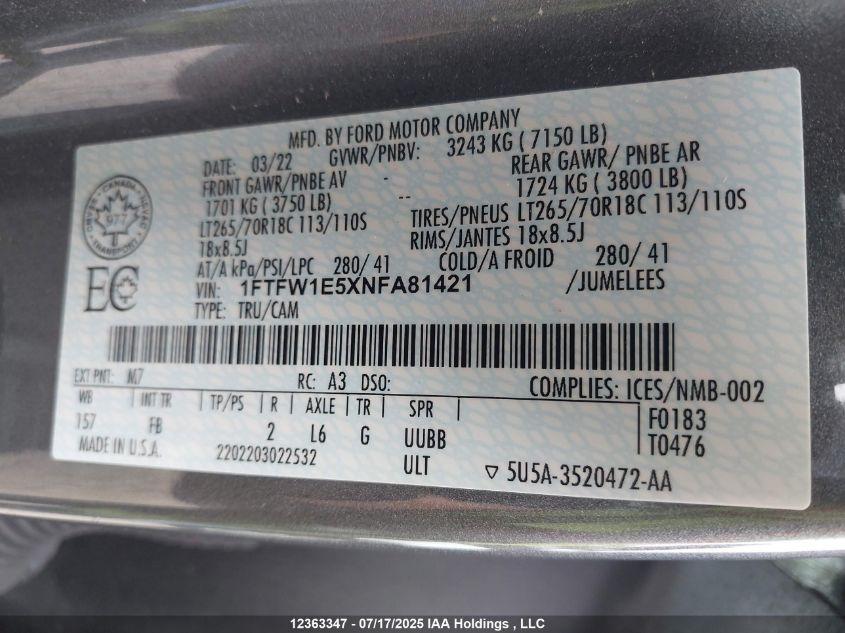 MFD. BY FORD MOTOR COMPANY
DATE: 03/22 GVWR/PNBV: 3243 KG ( 7150 LB)
FRONT GAWR/PNBE AV - REAR GAWR/ PNBE AR
1701 KG ( 3750 LB) -- 1724 KG ( 3800 LB)
LT265/70R18C 113/110S TIRES/PNEUS LT265/70R18C 113/110S
18x8.5J RIMS/JANTES 18x8.5J
AT/A kPa/PSI/LPC 280/ 41 COLD/A FROID 280/ 41
VIN: 1FTFW1E5XNFA81421 /JUMELEES
TYPE: TRU/CAM
CANADA
977
TRANSPORT
EC
EXT PNT: M7 RC: A3 DSO: COMPLIES: ICES/NMB-002
WB INT TR TP/PS R AXLE TR SPR F0183
157 FB 2 L6 G UUBB T0476
MADE IN U.S.A. 2202203022532 ULT ▽ 5U5A-3520472-AA
12363347 - 07/17/2025 IAA Holdings , LLC